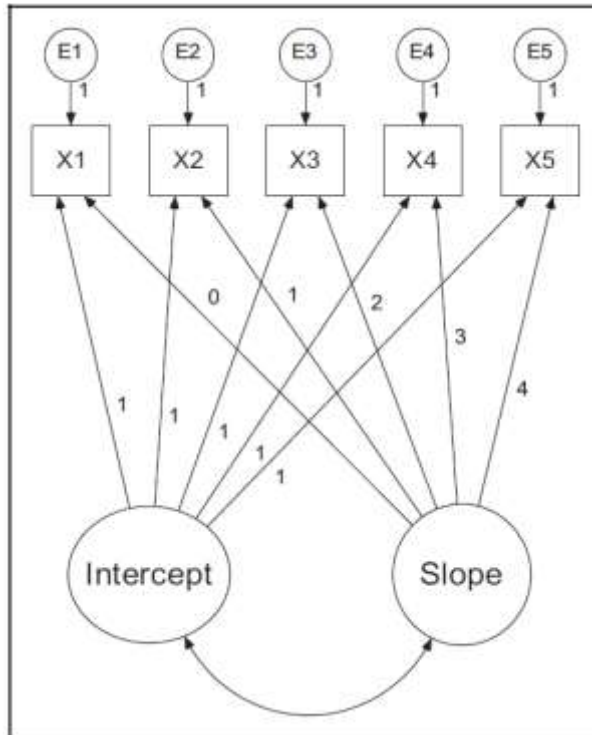 E1 E2 E3 E4 E5
1 1 1 1 1
X1 X2 X3 X4 X5
0 1 2 3 4
1 1 1 1 1
Intercept Slope